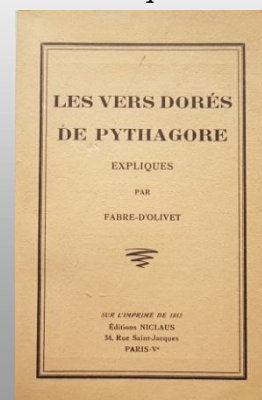 LES VERS DORÉS
DE PYTHAGORE
EXPLIQUES
PAR
FABRE-D'OLIVET
SUR L'IMPRIMÉ DE 1813
Éditions NICLAUS
34, Rue Saint-Jacques
PARIS-Vᵉ